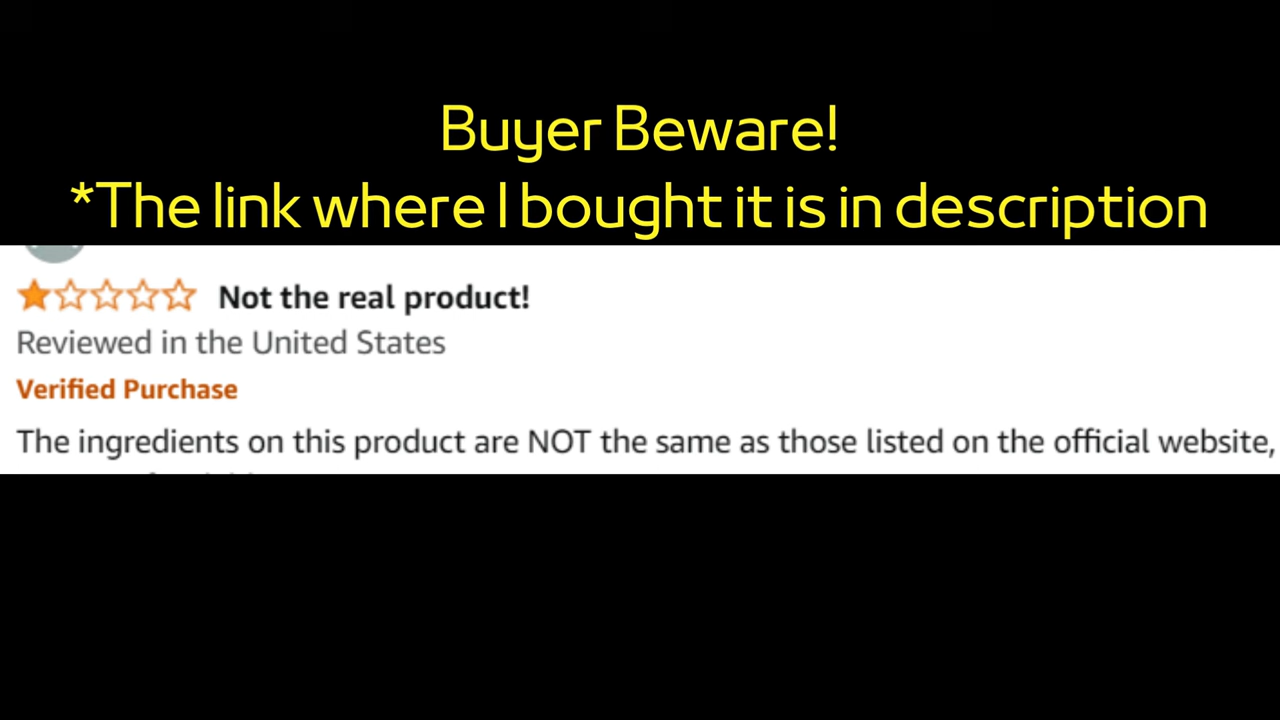 Buyer Beware!
*The link where I bought it is in description
Not the real product!
Reviewed in the United States
Verified Purchase
The ingredients on this product are NOT the same as those listed on the official website,